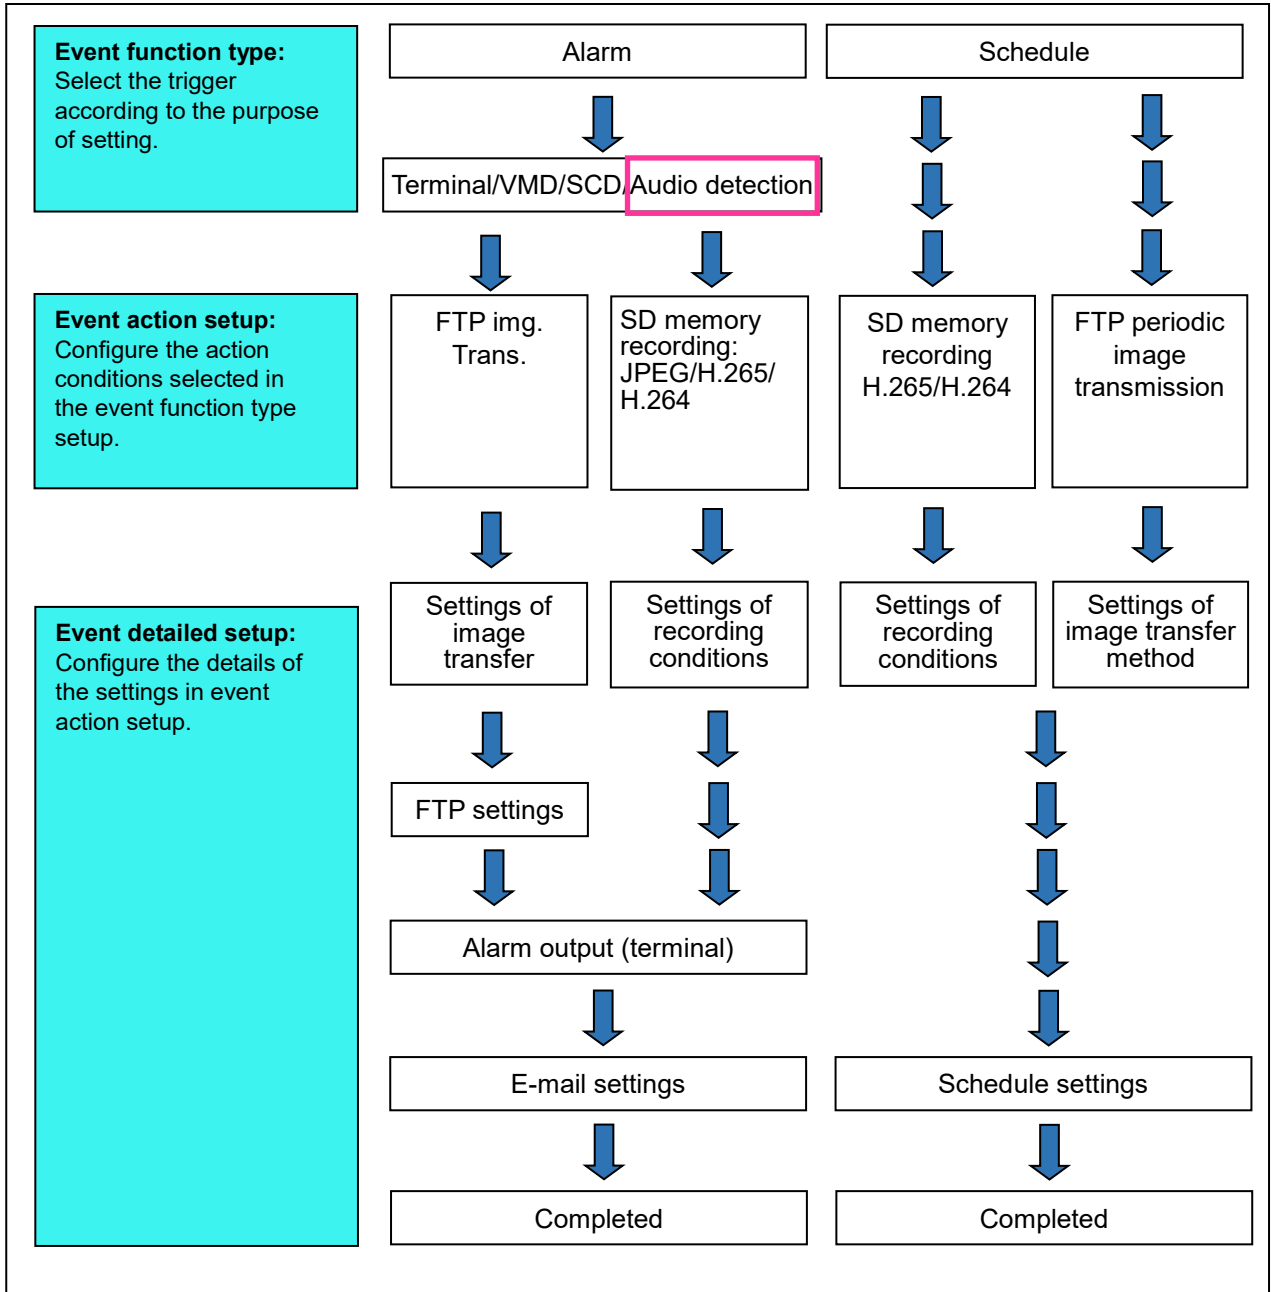 Event function type:
Select the trigger
according to the purpose
of setting.
Alarm
Schedule
Terminal/VMD/SCD/Audio detection
Event action setup:
Configure the action
conditions selected in
the event function type
setup.
FTP img.
Trans.
SD memory
recording:
JPEG/H.265/
H.264
SD memory
recording
H.265/H.264
FTP periodic
image
transmission
Event detailed setup:
Configure the details of
the settings in event
action setup.
Settings of
image
transfer
Settings of
recording
conditions
Settings of
recording
conditions
Settings of
image transfer
method
FTP settings
Alarm output (terminal)
E-mail settings
Schedule settings
Completed
Completed